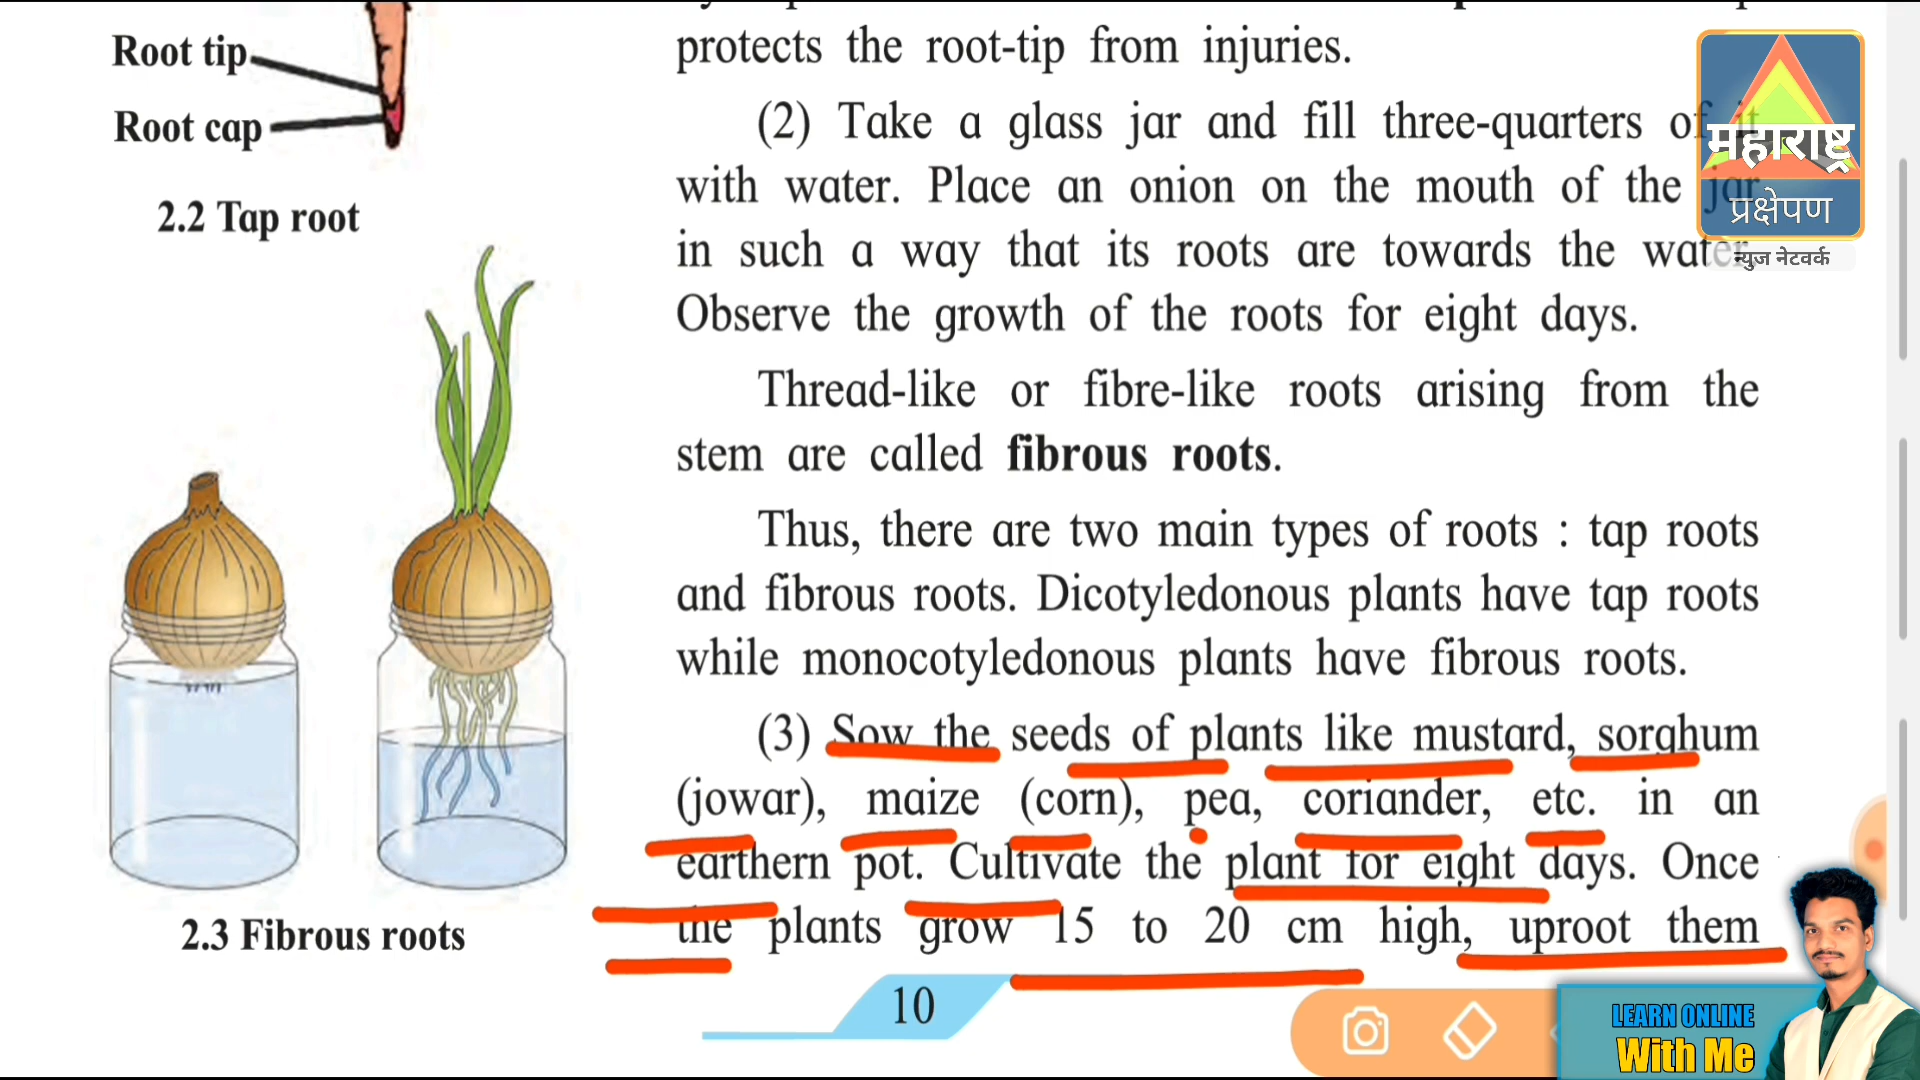 Root tip
Root cap
2.2 Tap root
2.3 Fibrous roots
protects the root-tip from injuries.
(2) Take a glass jar and fill three-quarters of it
with water. Place an onion on the mouth of the jar
in such a way that its roots are towards the water.
Observe the growth of the roots for eight days.
Thread-like or fibre-like roots arising from the
stem are called fibrous roots.
Thus, there are two main types of roots : tap roots
and fibrous roots. Dicotyledonous plants have tap roots
while monocotyledonous plants have fibrous roots.
(3) Sow the seeds of plants like mustard, sorghum
(jowar), maize (corn), pea, coriander, etc. in an
earthern pot. Cultivate the plant for eight days. Once
the plants grow 15 to 20 cm high, uproot them
10
महाराष्ट्र
प्रक्षेपण
न्युज नेटवर्क
LEARN ONLINE
With Me